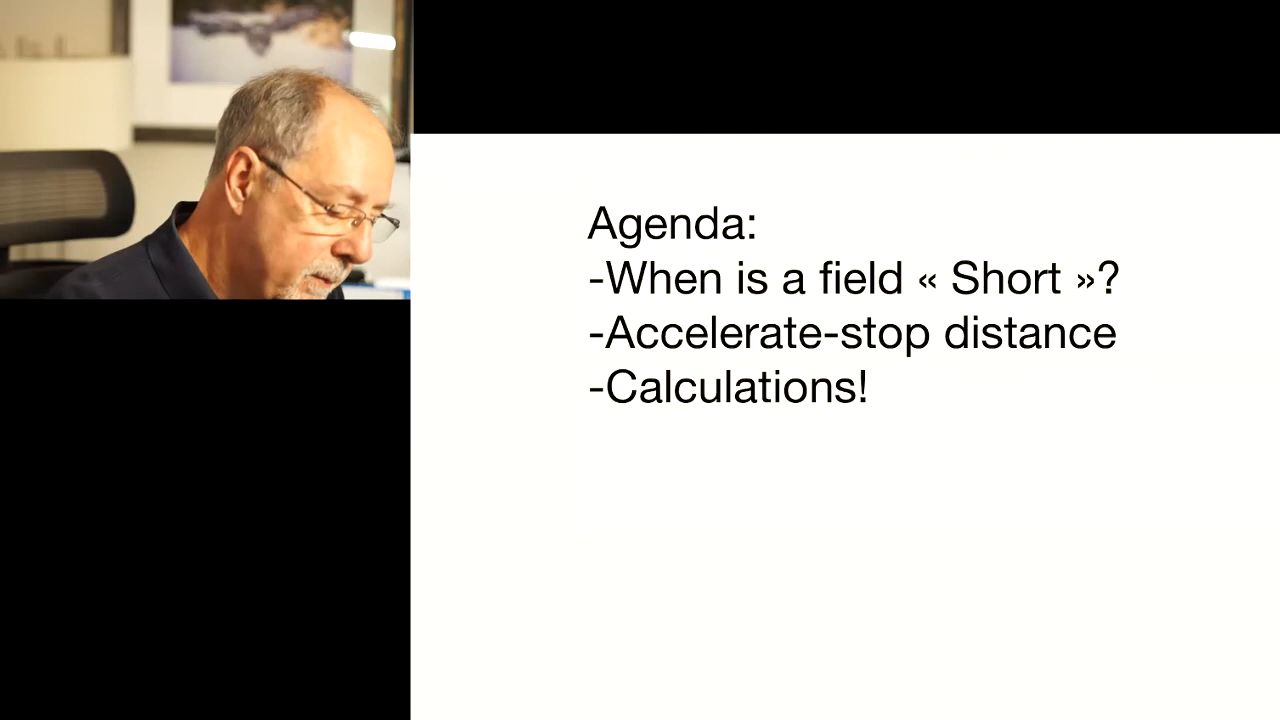 Agenda:
-When is a field « Short »?
-Accelerate-stop distance
-Calculations!